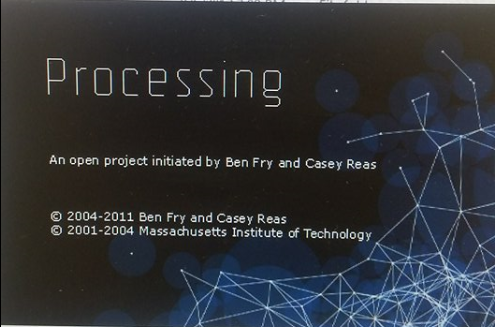 Processing
An open project initiated by Ben Fry and Casey Reas
© 2004-2011 Ben Fry and Casey Reas
© 2001-2004 Massachusetts Institute of Technology